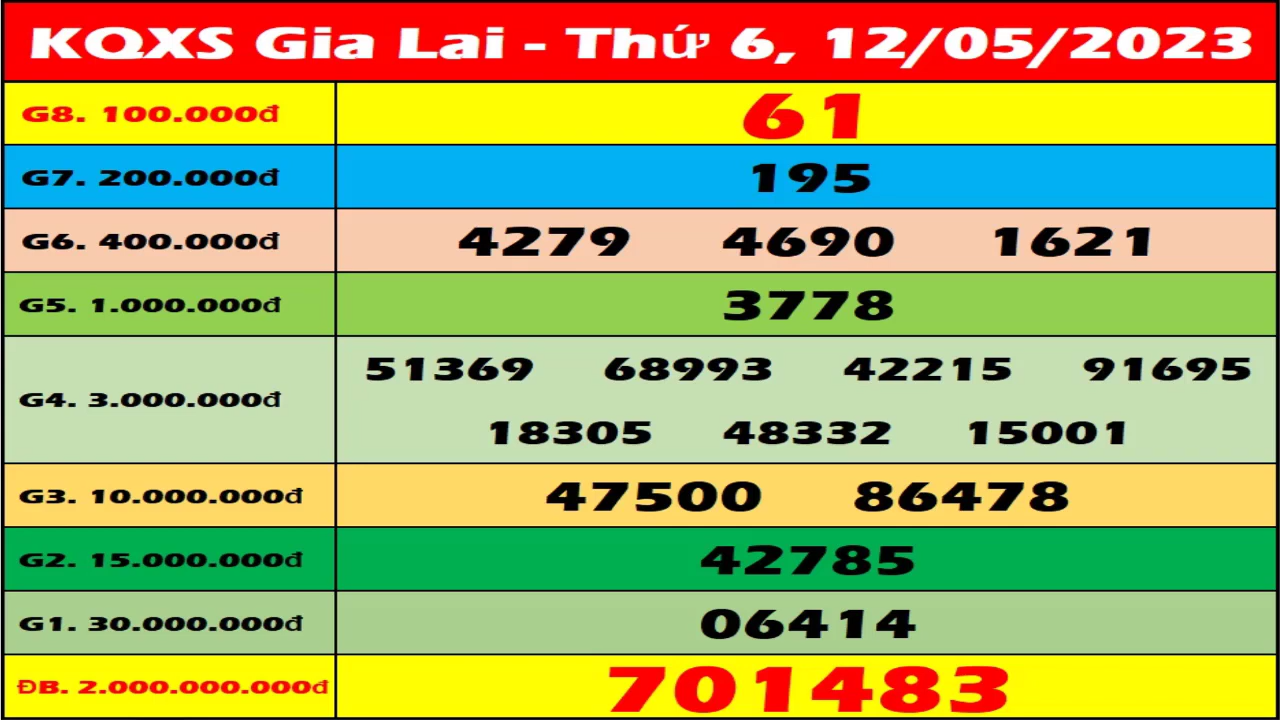 KQXS Gia Lai - Thứ 6, 12/05/2023
G8. 100.000đ 61
G7. 200.000đ 195
G6. 400.000đ 4279 4690 1621
G5. 1.000.000đ 3778
G4. 3.000.000đ
51369 68993 42215 91695
18305 48332 15001
G3. 10.000.000đ 47500 86478
G2. 15.000.000đ 42785
G1. 30.000.000đ 06414
ĐB. 2.000.000.000đ 701483